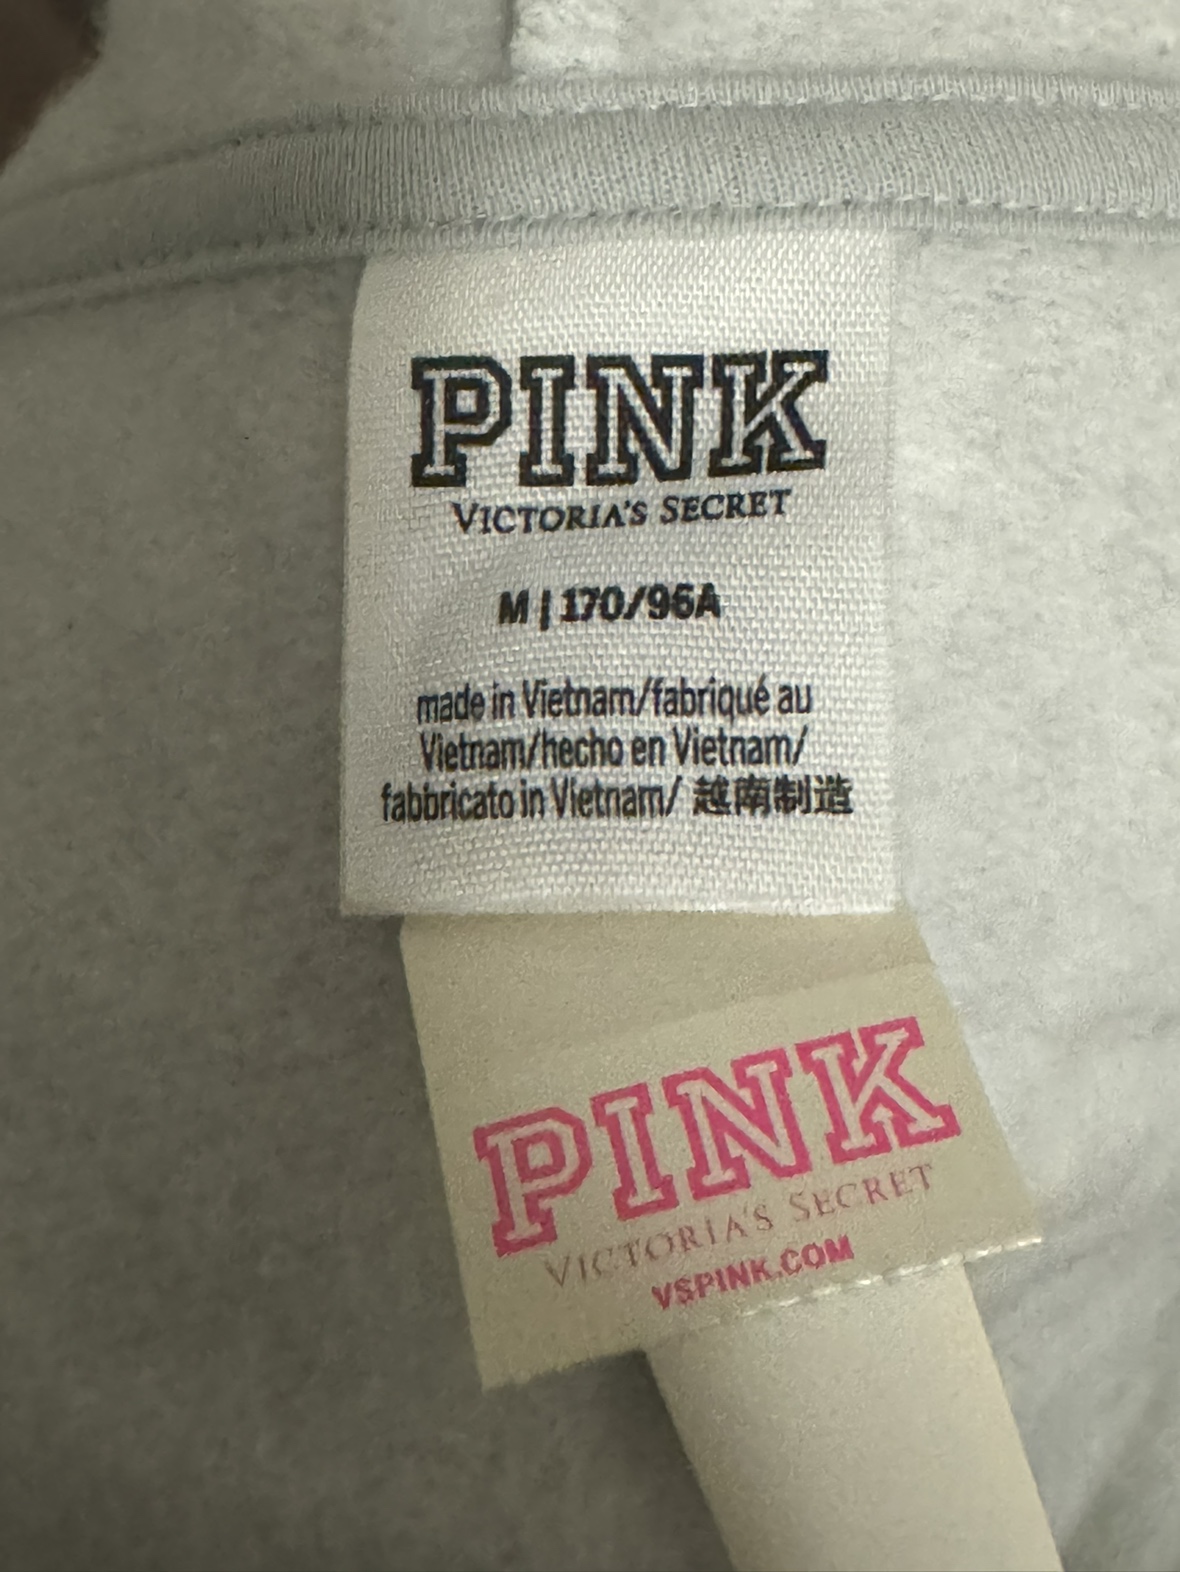 PINK
VICTORIA'S SECRET
M | 170/96A
made in Vietnam/fabriqué au
Vietnam/hecho en Vietnam/
fabbricato in Vietnam/ 越南制造
PINK
VICTORIA'S SECRET
VSPINK.COM